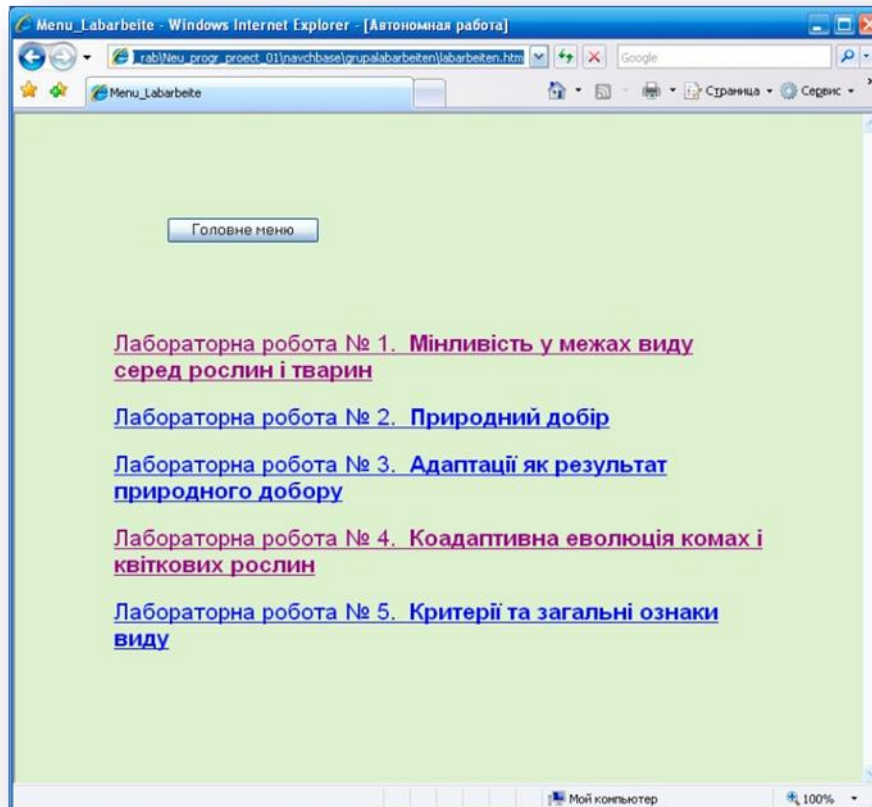 Menu_Labarbeite - Windows Internet Explorer - [Автономная работа]
_rab\Neu_progr_proect_01\navchbase\grupalabarbeiten\labarbeiten.htm
Google
Menu_Labarbeite
Страница
Сервис
Головне меню
Лабораторна робота № 1. Мінливість у межах виду
серед рослин і тварин
Лабораторна робота № 2. Природний добір
Лабораторна робота № 3. Адаптації як результат
природного добору
Лабораторна робота № 4. Коадаптивна еволюція комах і
квіткових рослин
Лабораторна робота № 5. Критерії та загальні ознаки
виду
Мой компьютер
100%